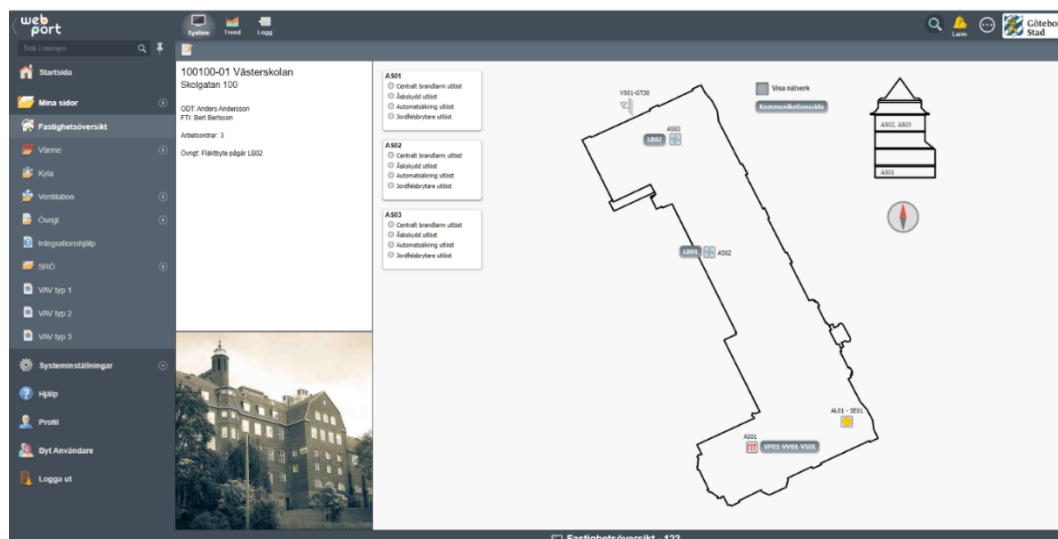 web port
System
Trend
Logg
Larm
Götebo
Stad
Sök i menyn
Startsida
Mina sidor
Fastighetsöversikt
Värme
Kyla
Ventilation
Övrigt
Integrationshjälp
SRÖ
VAV typ 1
VAV typ 2
VAV typ 3
Systeminställningar
Hjälp
Profil
Byt Användare
Logga ut
100100-01 Västerskolan
Skolgatan 100
ODT: Anders Andersson
FTI: Bert Bertsson
Arbetsordrar: 3
Övrigt: Fläktbyte pågår LB02
AS01
Centralt brandlarm utlöst
Åskskydd utlöst
Automatsäkring utlöst
Jordfelsbrytare utlöst
AS02
Centralt brandlarm utlöst
Åskskydd utlöst
Automatsäkring utlöst
Jordfelsbrytare utlöst
AS03
Centralt brandlarm utlöst
Åskskydd utlöst
Automatsäkring utlöst
Jordfelsbrytare utlöst
VS01-GT30
Visa nätverk
Kommunikationssida
AS03
LB02
AS02, AS03
AS01
LB01
AS02
AL01 - SE01
AS01
VP01-VV01-VS01
Fastighetsöversikt - 123